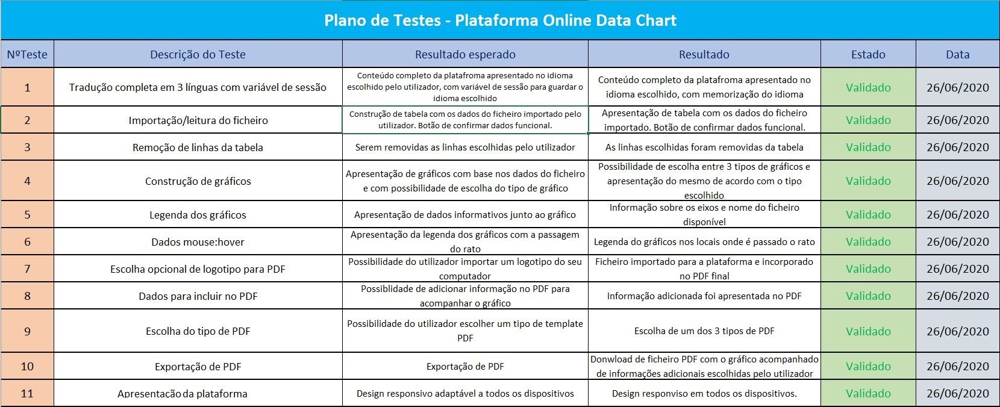 Plano de Testes - Plataforma Online Data Chart
NºTeste Descrição do Teste Resultado esperado Resultado Estado Data
1
Tradução completa em 3 línguas com variável de sessão
Conteúdo completo da platafroma apresentado no idioma
escolhido pelo utilizador, com variável de sessão para guardar o
idioma escolhido
Conteúdo completo da platafroma apresentado no
idioma escolhido, com memorização do idioma
Validado
26/06/2020
2
Importação/leitura do ficheiro
Construção de tabela com os dados do ficheiro importado pelo
utilizador. Botão de confirmar dados funcional.
Apresentação de tabela com os dados do ficheiro
importado. Botão de confirmar dados funcional.
Validado
26/06/2020
3
Remoção de linhas da tabela
Serem removidas as linhas escolhidas pelo utilizador
As linhas escolhidas foram removidas da tabela
Validado
26/06/2020
4
Construção de gráficos
Apresentação de gráficos com base nos dados do ficheiro
e com possibilidade de escolha do tipo de gráfico
Possibilidade de escolha entre 3 tipos de gráficos e
apresentação do mesmo de acordo com o tipo
escolhido
Validado
26/06/2020
5
Legenda dos gráficos
Apresentação de dados informativos junto ao gráfico
Informação sobre os eixos e nome do ficheiro
disponível
Validado
26/06/2020
6
Dados mouse:hover
Apresentação da legenda dos gráficos com a passagem
do rato
Legenda do gráficos nos locais onde é passado o rato
Validado
26/06/2020
7
Escolha opcional de logotipo para PDF
Possibilidade do utilizador importar um logotipo do seu
computador
Ficheiro importado para a plataforma e incorporado
no PDF final
Validado
26/06/2020
8
Dados para incluir no PDF
Possiblidade de adicionar informação no PDF para
acompanhar o gráfico
Informação adicionada foi apresentada no PDF
Validado
26/06/2020
9
Escolha do tipo de PDF
Possibilidade do utilizador escolher um tipo de template
PDF
Escolha de um dos 3 tipos de PDF
Validado
26/06/2020
10
Exportação de PDF
Exportação de PDF
Donwload de ficheiro PDF com o gráfico acompanhado
de informações adicionais escolhidas pelo utilizador
Validado
26/06/2020
11
Apresentação da plataforma
Design responsivo adaptável a todos os dispositivos
Design responviso em todos os dispositivos.
Validado
26/06/2020